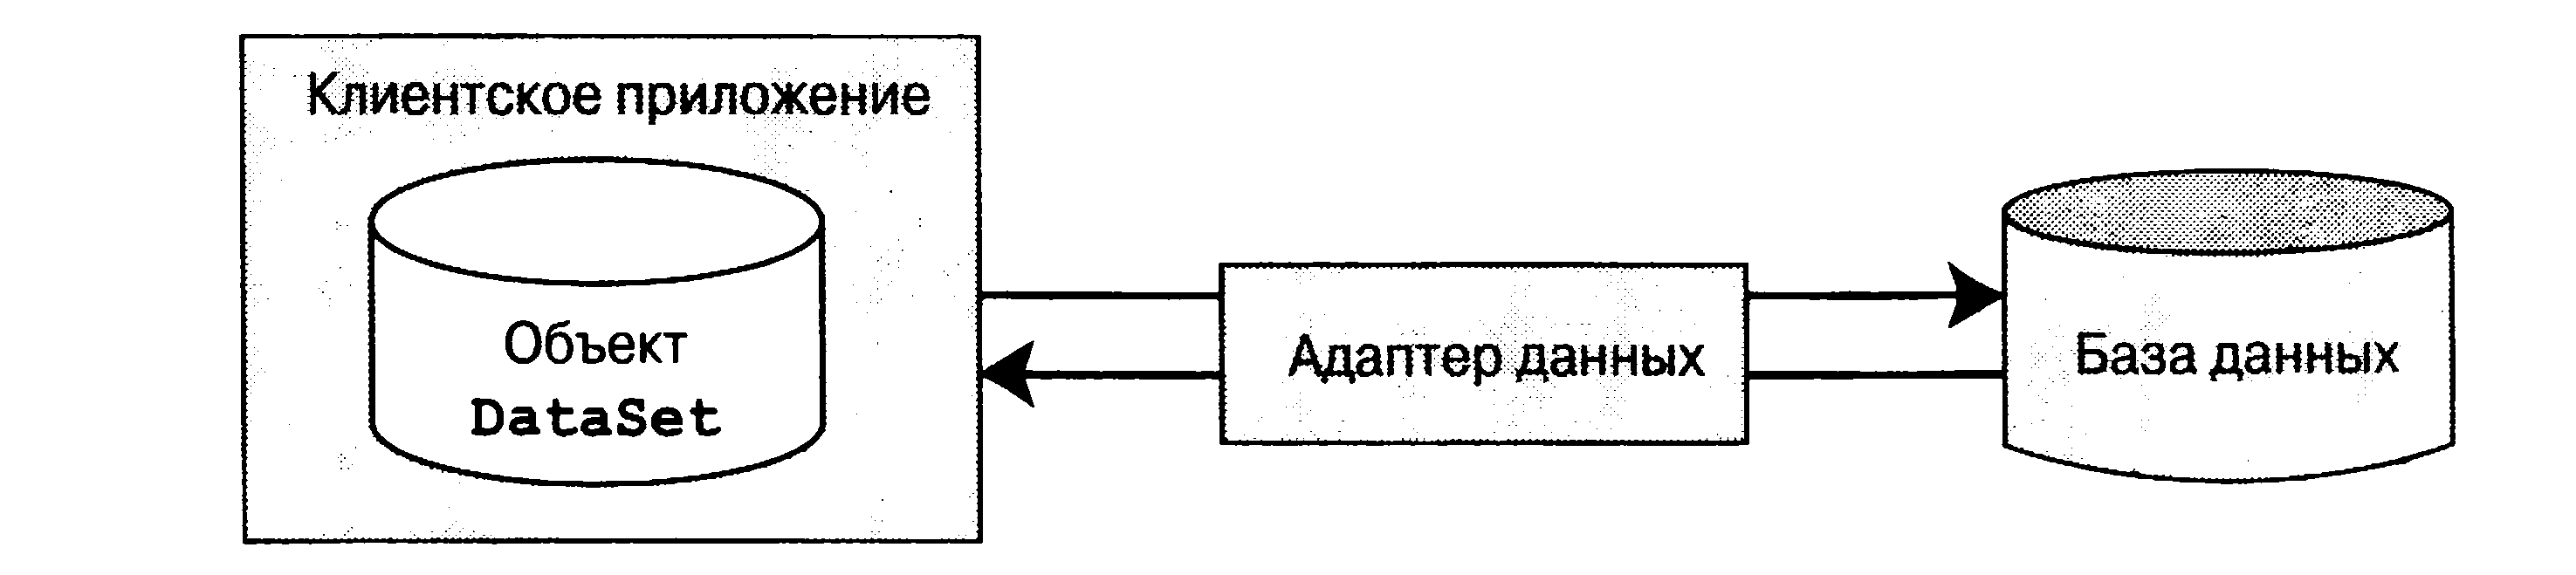 Клиентское приложение
Объект
DataSet
Адаптер данных
База данных